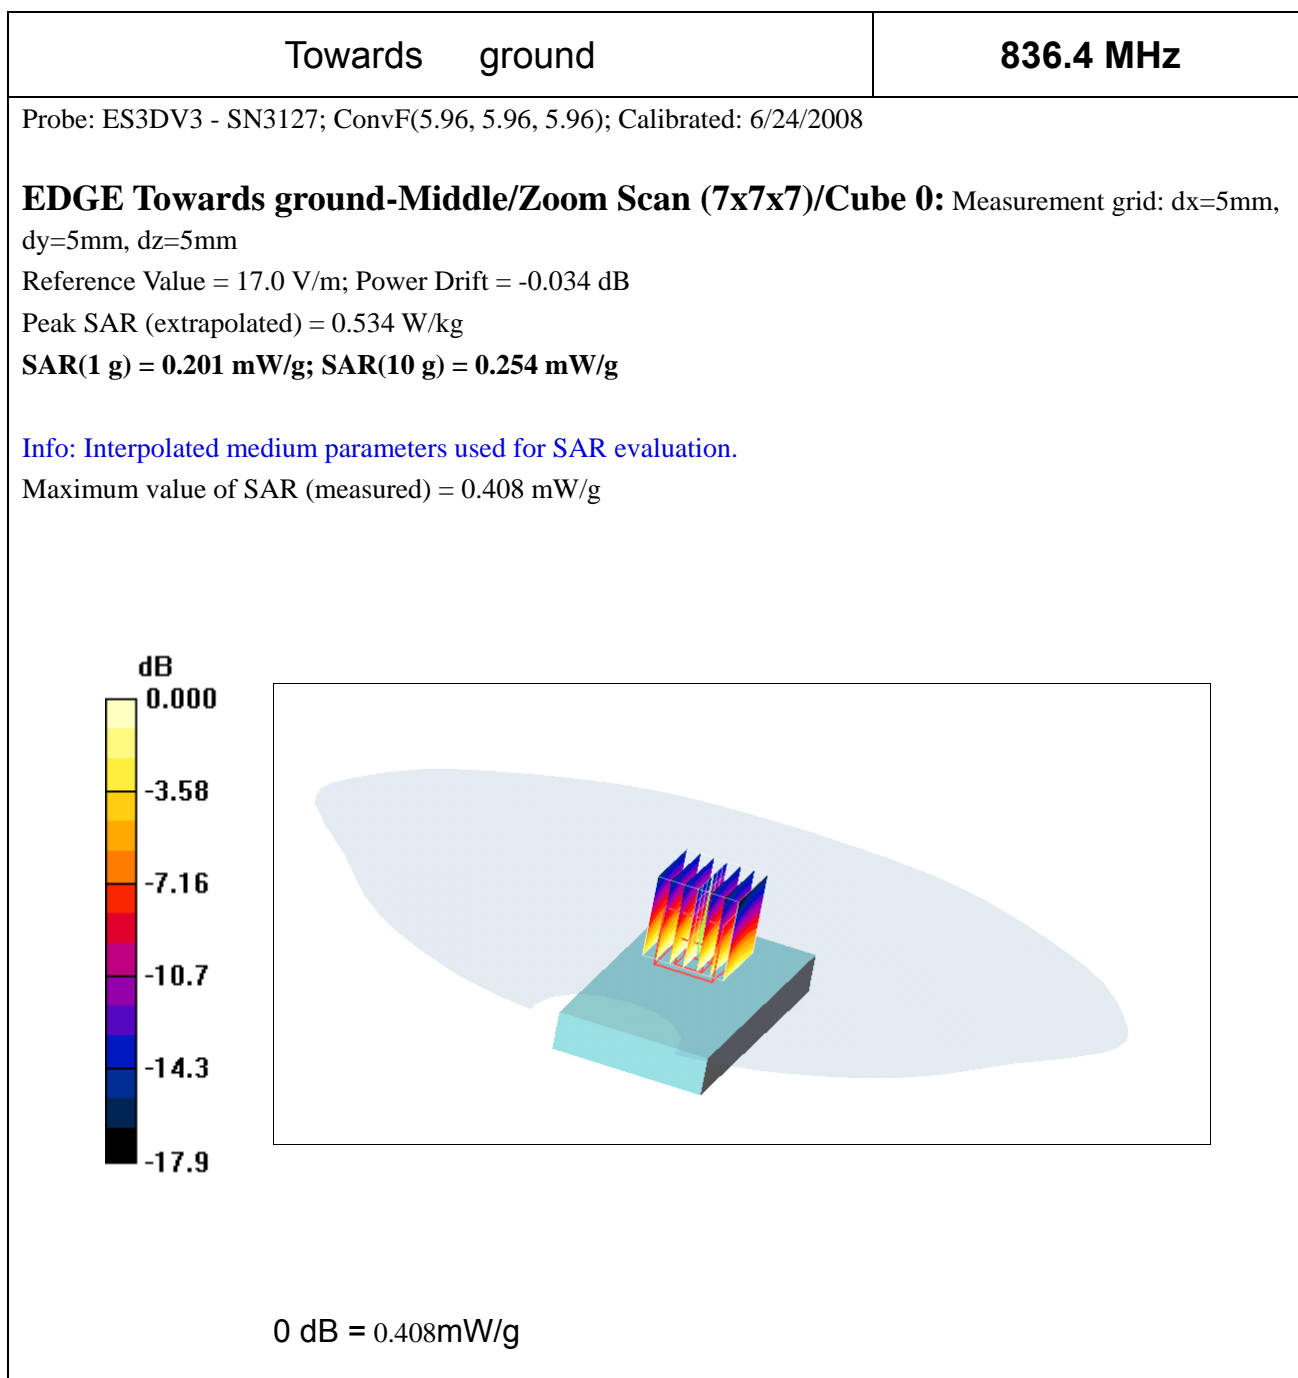 Towards ground
836.4 MHz
Probe: ES3DV3 - SN3127; ConvF(5.96, 5.96, 5.96); Calibrated: 6/24/2008
EDGE Towards ground-Middle/Zoom Scan (7x7x7)/Cube 0: Measurement grid: dx=5mm,
dy=5mm, dz=5mm
Reference Value = 17.0 V/m; Power Drift = -0.034 dB
Peak SAR (extrapolated) = 0.534 W/kg
SAR(1 g) = 0.201 mW/g; SAR(10 g) = 0.254 mW/g
Info: Interpolated medium parameters used for SAR evaluation.
Maximum value of SAR (measured) = 0.408 mW/g
dB
0.000
-3.58
-7.16
-10.7
-14.3
-17.9
0 dB = 0.408mW/g